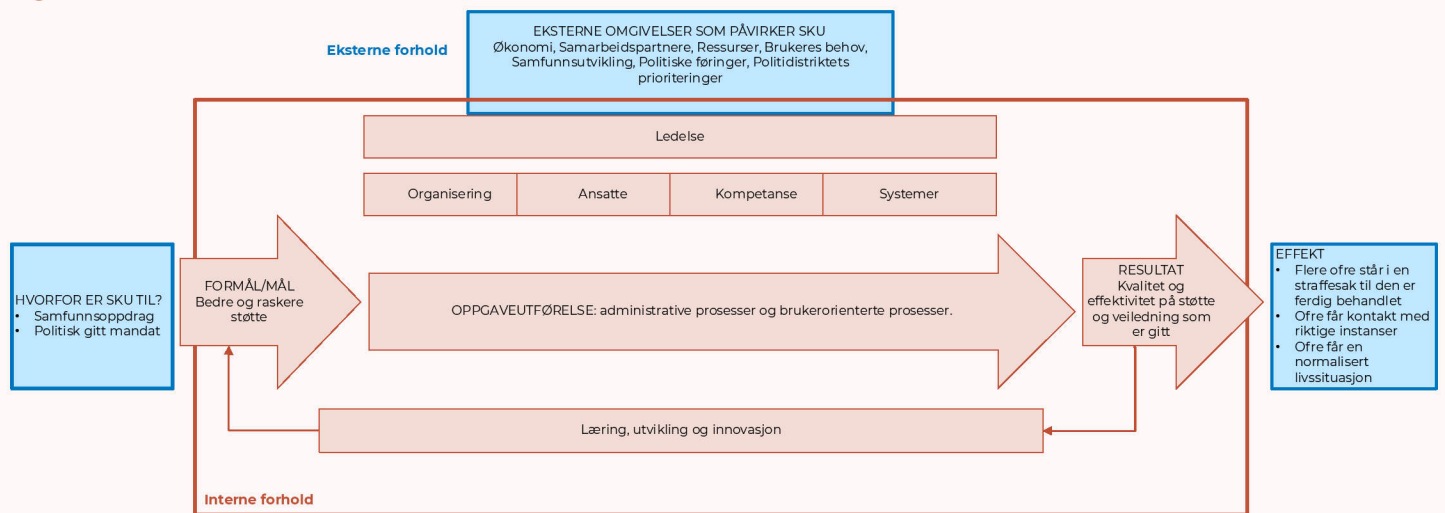 EKSTERNE OMGIVELSER SOM PÅVIRKER SKU
Økonomi, Samarbeidspartnere, Ressurser, Brukeres behov,
Samfunnsutvikling, Politiske føringer, Politidistriktets
prioriteringer
Eksterne forhold
Ledelse
Organisering
Ansatte
Kompetanse
Systemer
HVORFOR ER SKU TIL?
• Samfunnsoppdrag
• Politisk gitt mandat
FORMÅL/MÅL
Bedre og raskere
støtte
OPPGAVEUTFØRELSE: administrative prosesser og brukerorienterte prosesser.
RESULTAT
Kvalitet og
effektivitet på støtte
og veiledning som
er gitt
EFFEKT
• Flere ofre står i en
straffesak til den er
ferdig behandlet
• Ofre får kontakt med
riktige instanser
• Ofre får en
normalisert
livssituasjon
Læring, utvikling og innovasjon
Interne forhold